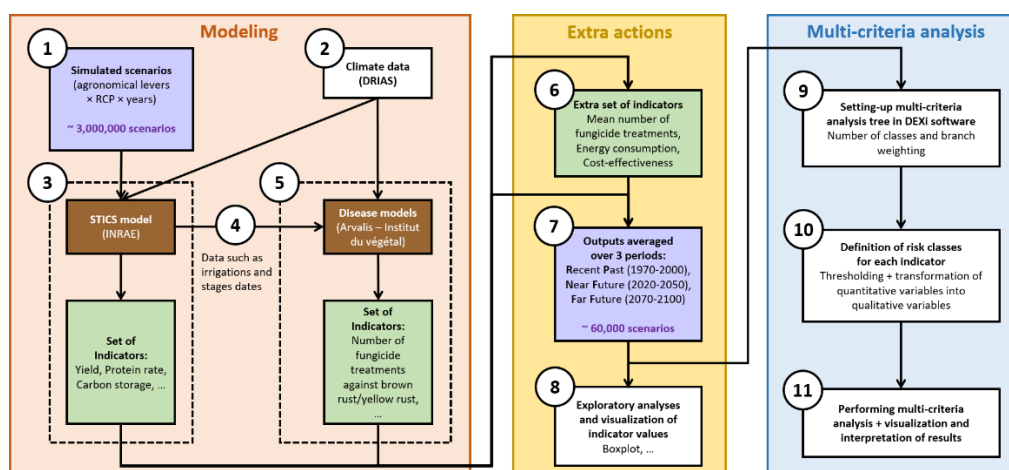 Modeling
1
Simulated scenarios
(agronomical levers
× RCP × years)
~ 3,000,000 scenarios
2
Climate data
(DRIAS)
3
STICS model
(INRAE)
4
Data such as
irrigations and
stages dates
5
Disease models
(Arvalis – Institut
du végétal)
Set of
Indicators:
Yield, Protein rate,
Carbon storage, ...
Set of
Indicators:
Number of
fungicide
treatments
against brown
rust/yellow rust,
...
Extra actions
6
Extra set of indicators
Mean number of
fungicide treatments,
Energy consumption,
Cost-effectiveness
7
Outputs averaged
over 3 periods:
Recent Past (1970-2000),
Near Future (2020-2050),
Far Future (2070-2100)
~ 60,000 scenarios
8
Exploratory analyses
and visualization of
indicator values
Boxplot, ...
Multi-criteria analysis
9
Setting-up multi-criteria
analysis tree in DEXi software
Number of classes and branch
weighting
10
Definition of risk classes
for each indicator
Thresholding + transformation of
quantitative variables into
qualitative variables
11
Performing multi-criteria
analysis + visualization and
interpretation of results